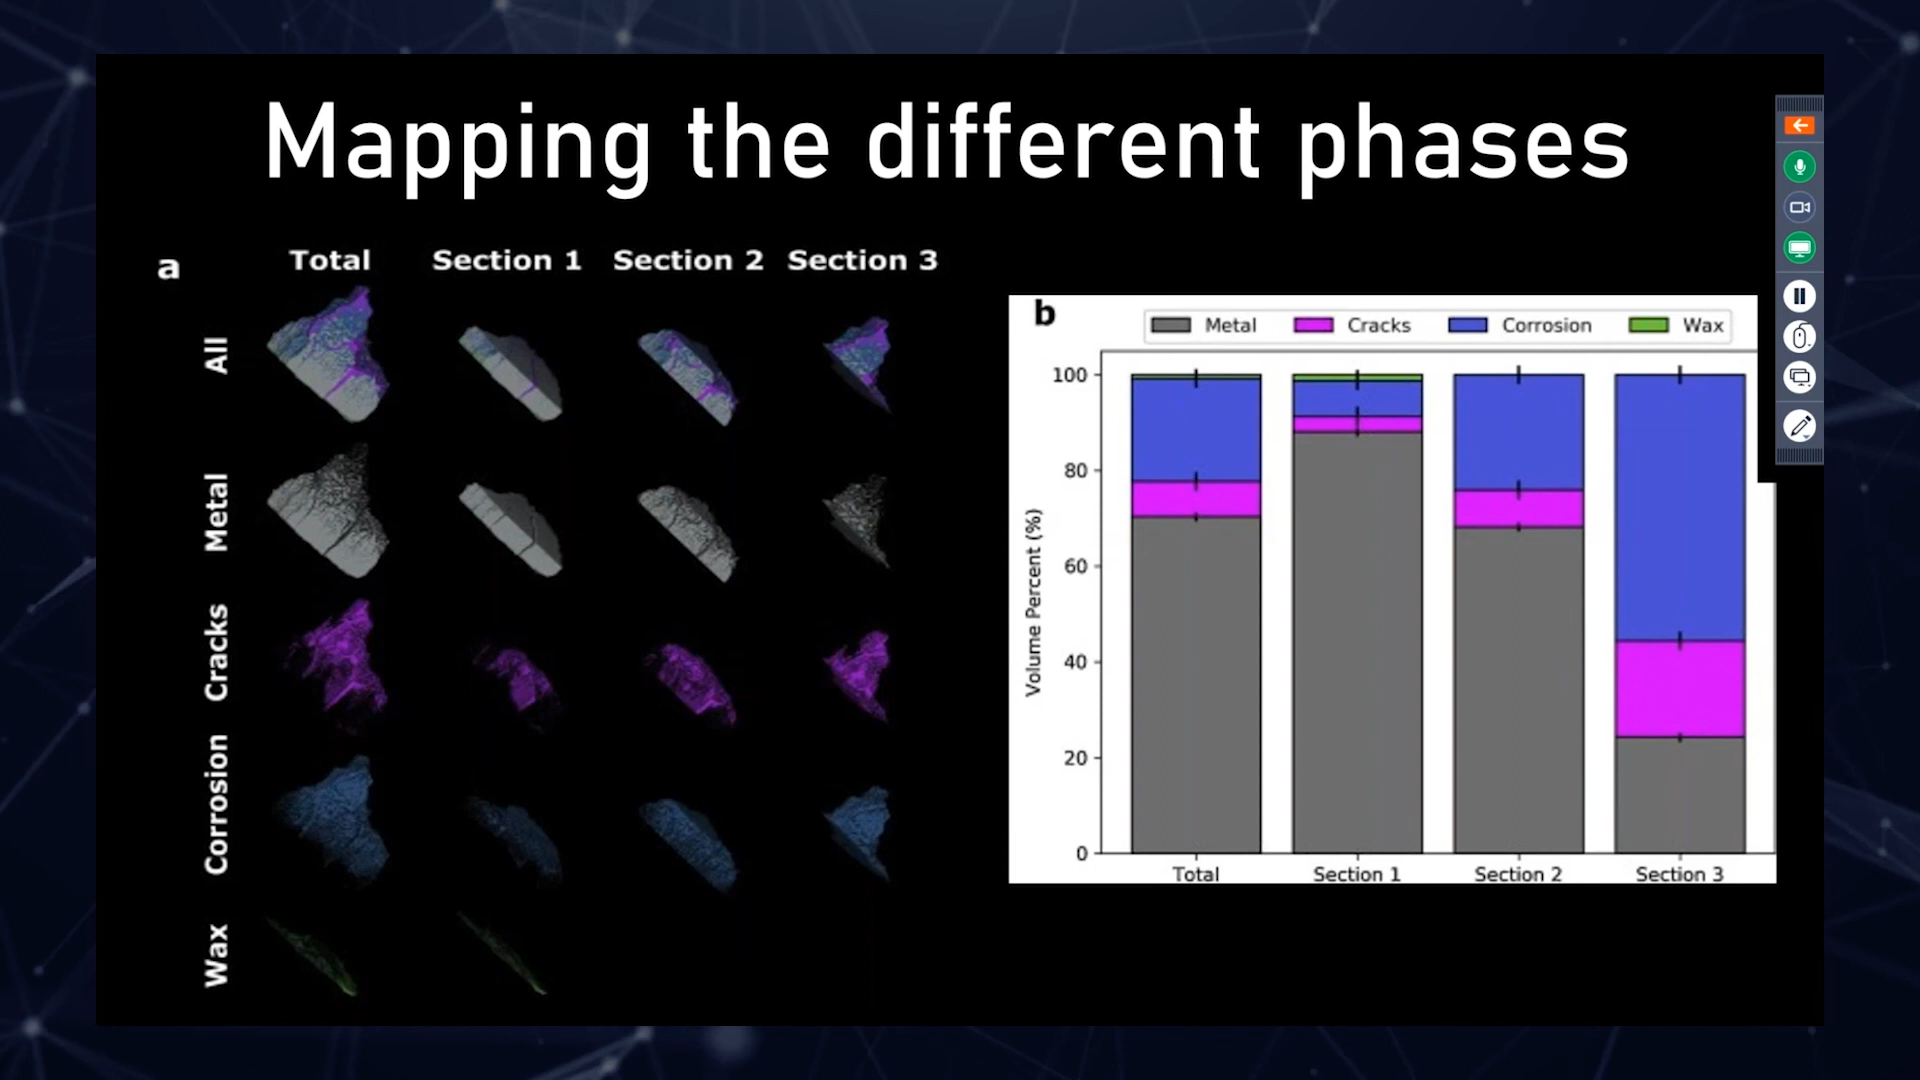 Mapping the different phases
a
Total Section 1 Section 2 Section 3
All
Metal
Cracks
Corrosion
Wax
b
Metal Cracks Corrosion Wax
Volume Percent (%)
100
80
60
40
20
0
Total Section 1 Section 2 Section 3